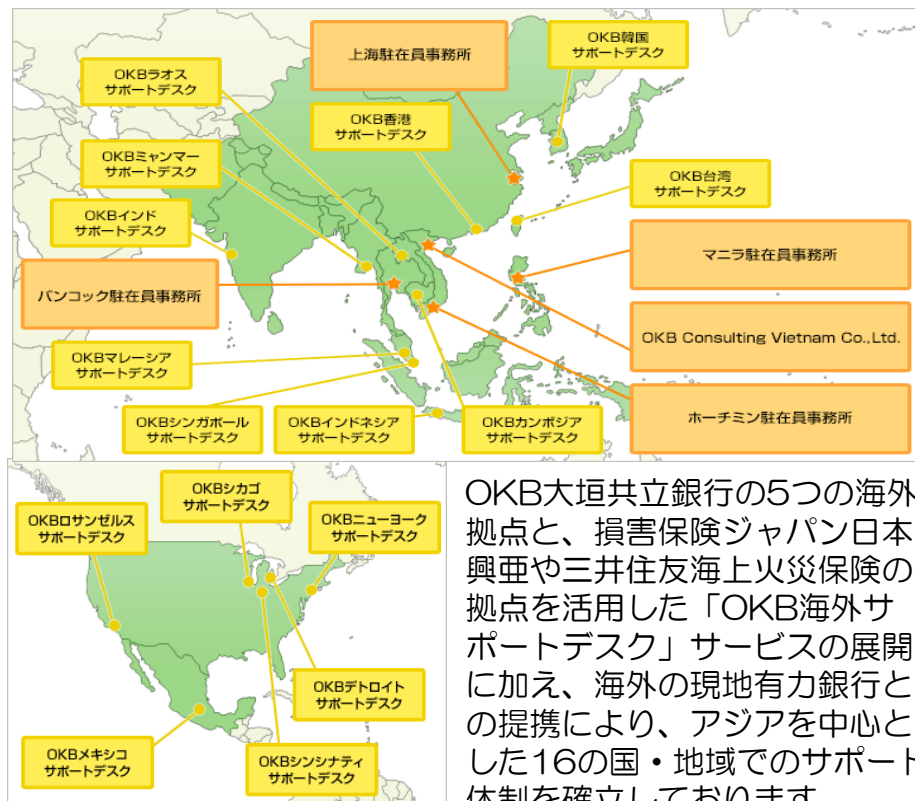 上海駐在員事務所
OKB韓国
サポートデスク
OKBラオス
サポートデスク
OKB香港
サポートデスク
OKBミャンマー
サポートデスク
OKB台湾
サポートデスク
OKBインド
サポートデスク
マニラ駐在員事務所
バンコック駐在員事務所
OKB Consulting Vietnam Co.,Ltd.
OKBマレーシア
サポートデスク
OKBシンガポール
サポートデスク
OKBインドネシア
サポートデスク
OKBカンボジア
サポートデスク
ホーチミン駐在員事務所
OKBシカゴ
サポートデスク
OKBロサンゼルス
サポートデスク
OKBニューヨーク
サポートデスク
OKBデトロイト
サポートデスク
OKBメキシコ
サポートデスク
OKBシンシナティ
サポートデスク
OKB大垣共立銀行の5つの海外
拠点と、損害保険ジャパン日本
興亜や三井住友海上火災保険の
拠点を活用した「OKB海外サ
ポートデスク」サービスの展開
に加え、海外の現地有力銀行と
の提携により、アジアを中心と
した16の国・地域でのサポート
体制を確立しております